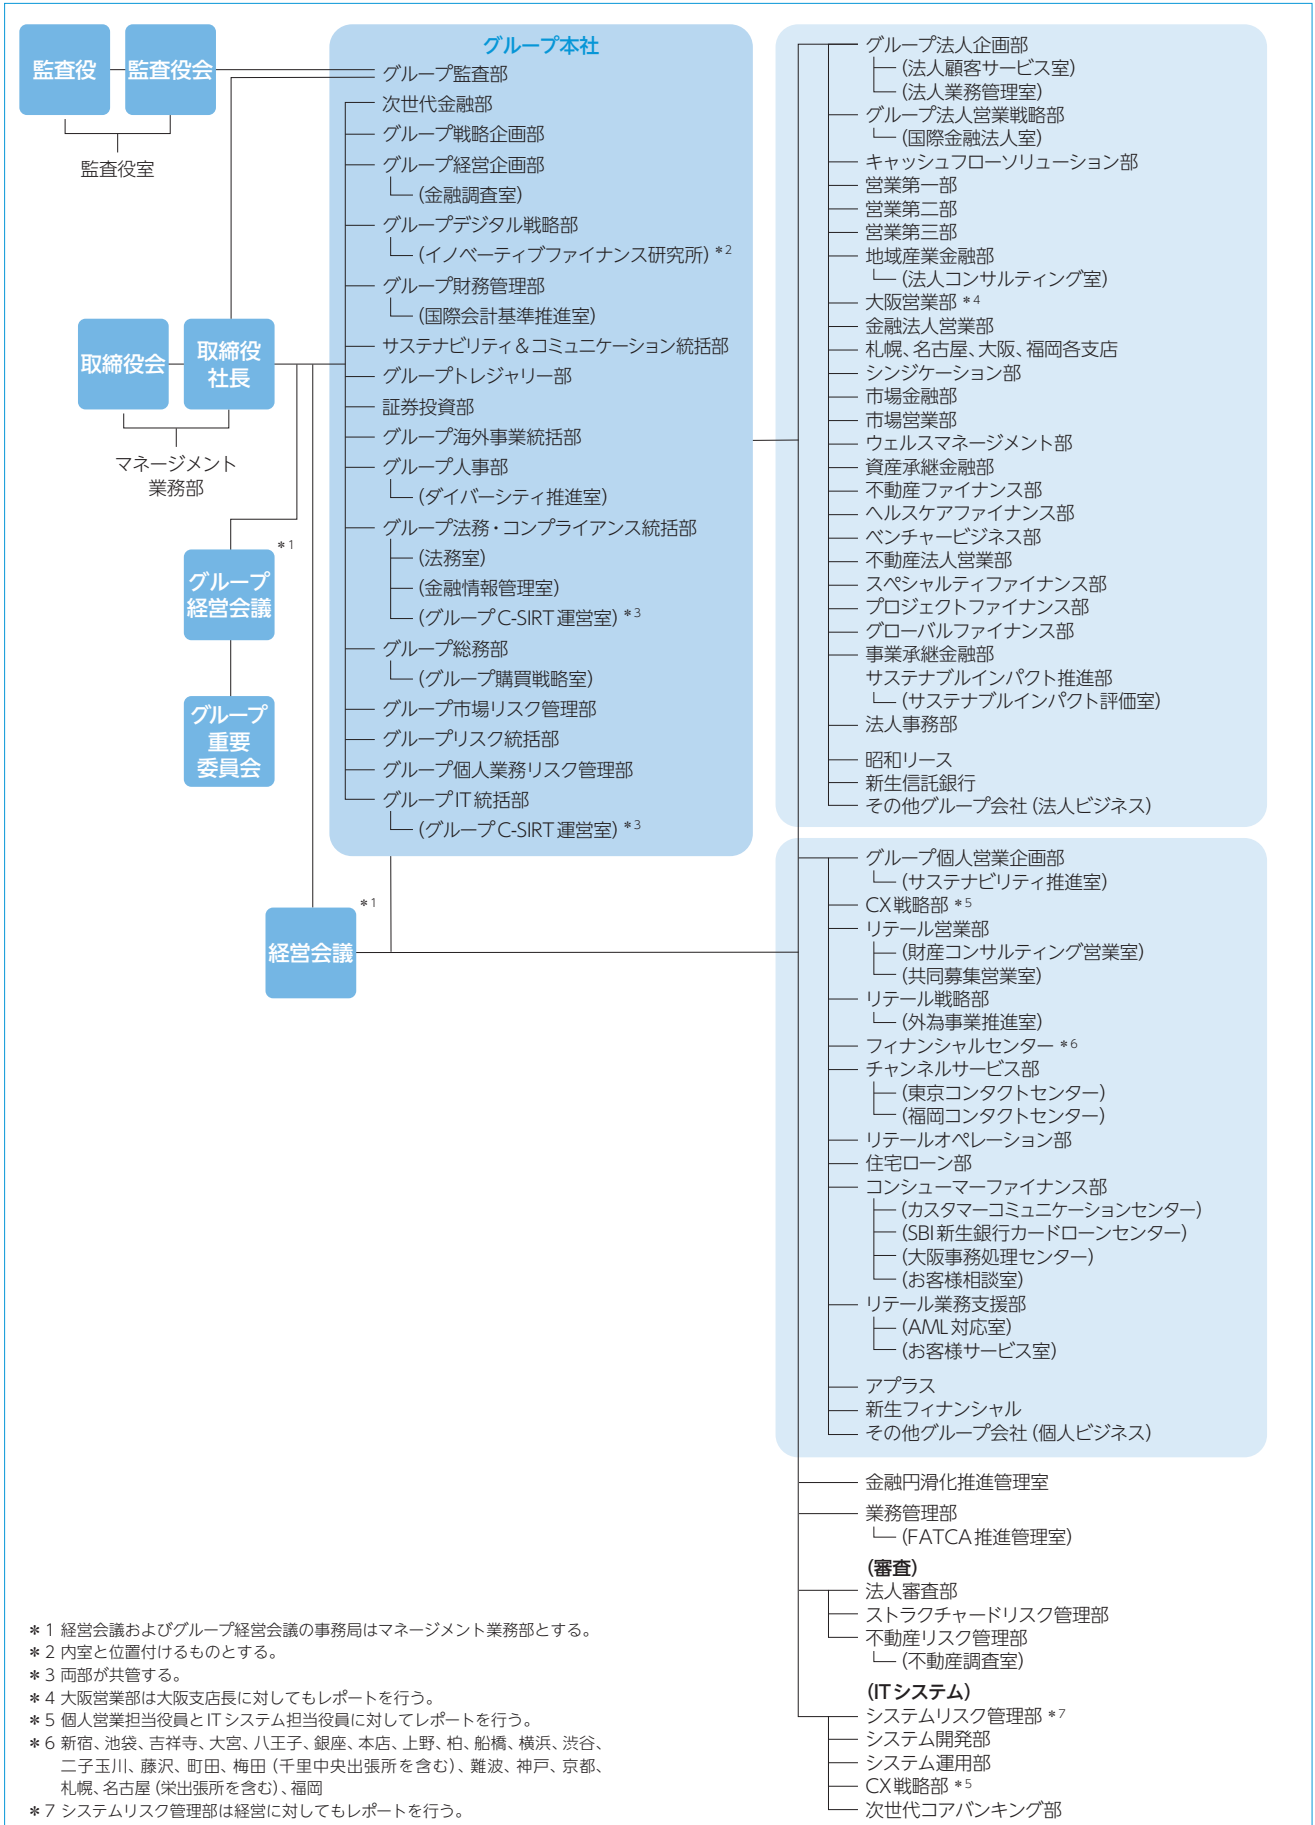 監査役
監査役会
監査役室
取締役会
取締役
社長
マネージメント
業務部
*1
グループ
経営会議
グループ
重要
委員会
*1
経営会議
グループ本社
グループ監査部
次世代金融部
グループ戦略企画部
グループ経営企画部
(金融調査室)
グループデジタル戦略部
(イノベーティブファイナンス研究所) *2
グループ財務管理部
(国際会計基準推進室)
サステナビリティ&コミュニケーション統括部
グループトレジャリー部
証券投資部
グループ海外事業統括部
グループ人事部
(ダイバーシティ推進室)
グループ法務・コンプライアンス統括部
(法務室)
(金融情報管理室)
(グループC-SIRT運営室) *3
グループ総務部
(グループ購買戦略室)
グループ市場リスク管理部
グループリスク統括部
グループ個人業務リスク管理部
グループIT統括部
(グループC-SIRT運営室) *3
グループ法人企画部
(法人顧客サービス室)
(法人業務管理室)
グループ法人営業戦略部
(国際金融法人室)
キャッシュフローソリューション部
営業第一部
営業第二部
営業第三部
地域産業金融部
(法人コンサルティング室)
大阪営業部 *4
金融法人営業部
札幌、名古屋、大阪、福岡各支店
シンジケーション部
市場金融部
市場営業部
ウェルスマネージメント部
資産承継金融部
不動産ファイナンス部
ヘルスケアファイナンス部
ベンチャービジネス部
不動産法人営業部
スペシャルティファイナンス部
プロジェクトファイナンス部
グローバルファイナンス部
事業承継金融部
サステナブルインパクト推進部
(サステナブルインパクト評価室)
法人事務部
昭和リース
新生信託銀行
その他グループ会社 (法人ビジネス)
グループ個人営業企画部
(サステナビリティ推進室)
CX戦略部 *5
リテール営業部
(財産コンサルティング営業室)
(共同募集営業室)
リテール戦略部
(外為事業推進室)
フィナンシャルセンター *6
チャンネルサービス部
(東京コンタクトセンター)
(福岡コンタクトセンター)
リテールオペレーション部
住宅ローン部
コンシューマーファイナンス部
(カスタマーコミュニケーションセンター)
(SBI新生銀行カードローンセンター)
(大阪事務処理センター)
(お客様相談室)
リテール業務支援部
(AML対応室)
(お客様サービス室)
アプラス
新生フィナンシャル
その他グループ会社 (個人ビジネス)
金融円滑化推進管理室
業務管理部
(FATCA推進管理室)
(審査)
法人審査部
ストラクチャードリスク管理部
不動産リスク管理部
(不動産調査室)
(ITシステム)
システムリスク管理部 *7
システム開発部
システム運用部
CX戦略部 *5
次世代コアバンキング部
*1 経営会議およびグループ経営会議の事務局はマネージメント業務部とする。
*2 内室と位置付けるものとする。
*3 両部が共管する。
*4 大阪営業部は大阪支店長に対してもレポートを行う。
*5 個人営業担当役員とITシステム担当役員に対してレポートを行う。
*6 新宿、池袋、吉祥寺、大宮、八王子、銀座、本店、上野、柏、船橋、横浜、渋谷、
二子玉川、藤沢、町田、梅田 (千里中央出張所を含む)、難波、神戸、京都、
札幌、名古屋 (栄出張所を含む)、福岡
*7 システムリスク管理部は経営に対してもレポートを行う。